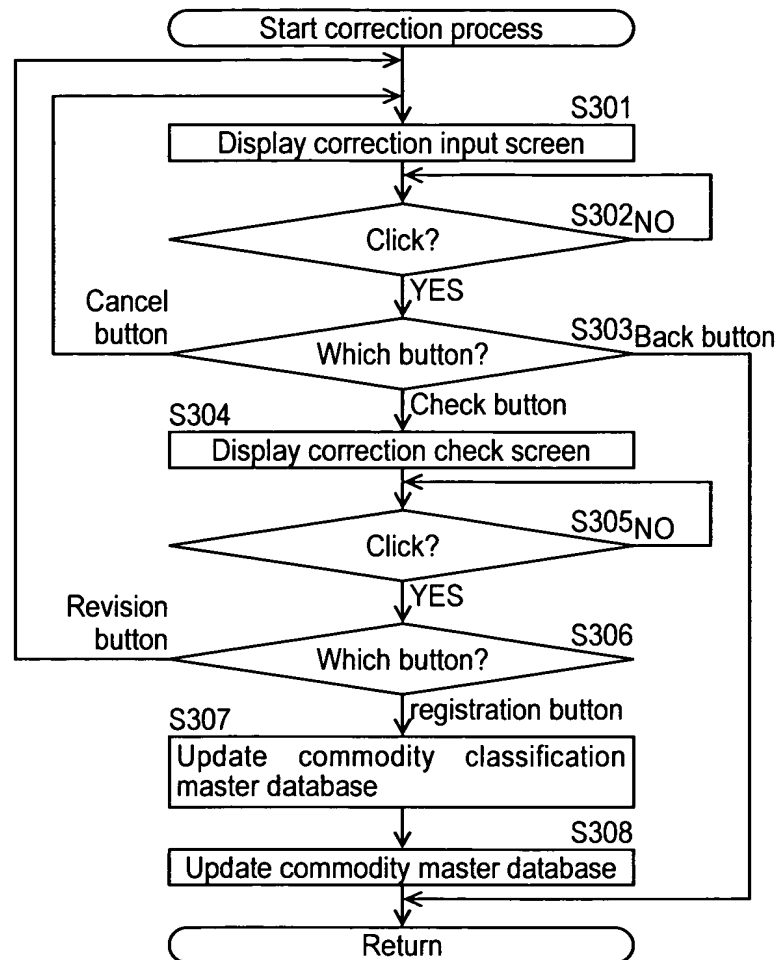 Start correction process
S301
Display correction input screen
S302
NO
Click?
YES
Cancel
button
S303
Back button
Which button?
Check button
S304
Display correction check screen
S305
NO
Click?
YES
Revision
button
S306
Which button?
registration button
S307
Update commodity classification
master database
S308
Update commodity master database
Return